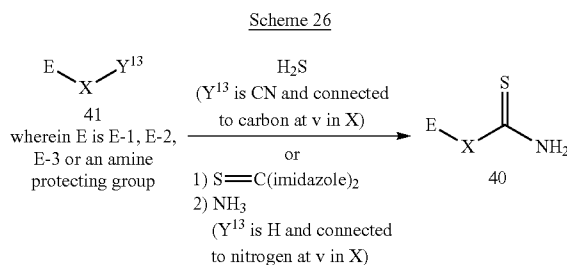 Scheme 26
E
X
Y13
41
wherein E is E-1, E-2,
E-3 or an amine
protecting group
H2S
(Y13 is CN and connected
to carbon at v in X)
or
1) S=C(imidazole)2
2) NH3
(Y13 is H and connected
to nitrogen at v in X)
S
E
X
NH2
40